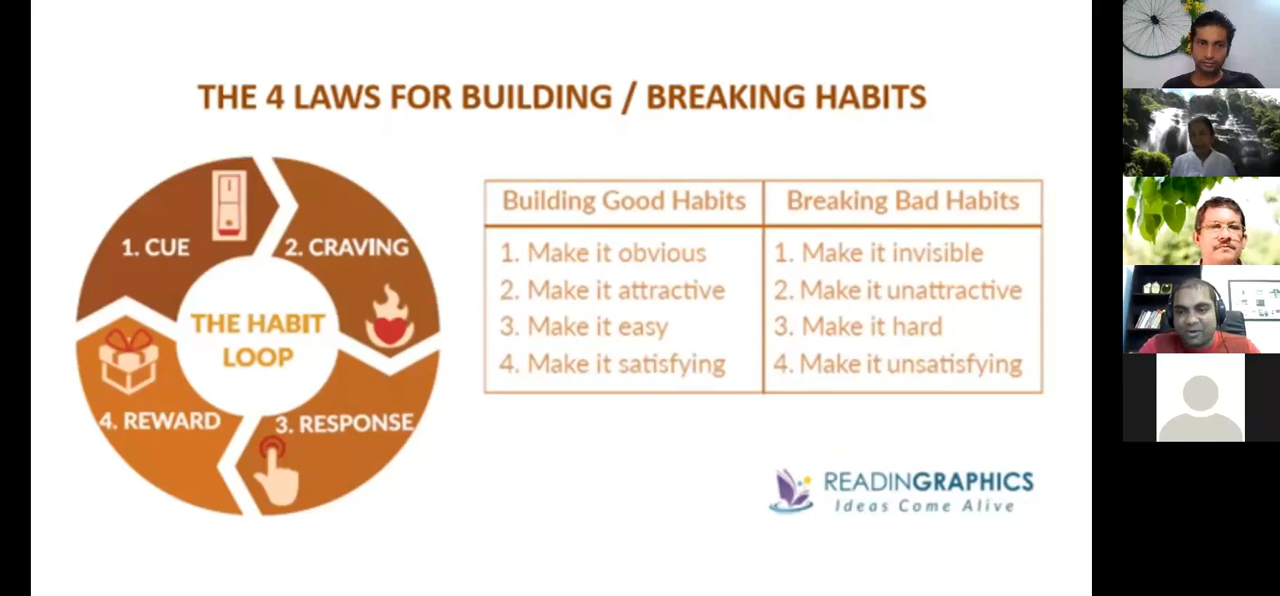 THE 4 LAWS FOR BUILDING / BREAKING HABITS
1. CUE
2. CRAVING
THE HABIT
LOOP
4. REWARD
3. RESPONSE
Building Good Habits
1. Make it obvious
2. Make it attractive
3. Make it easy
4. Make it satisfying
Breaking Bad Habits
1. Make it invisible
2. Make it unattractive
3. Make it hard
4. Make it unsatisfying
READINGRAPHICS
Ideas Come Alive